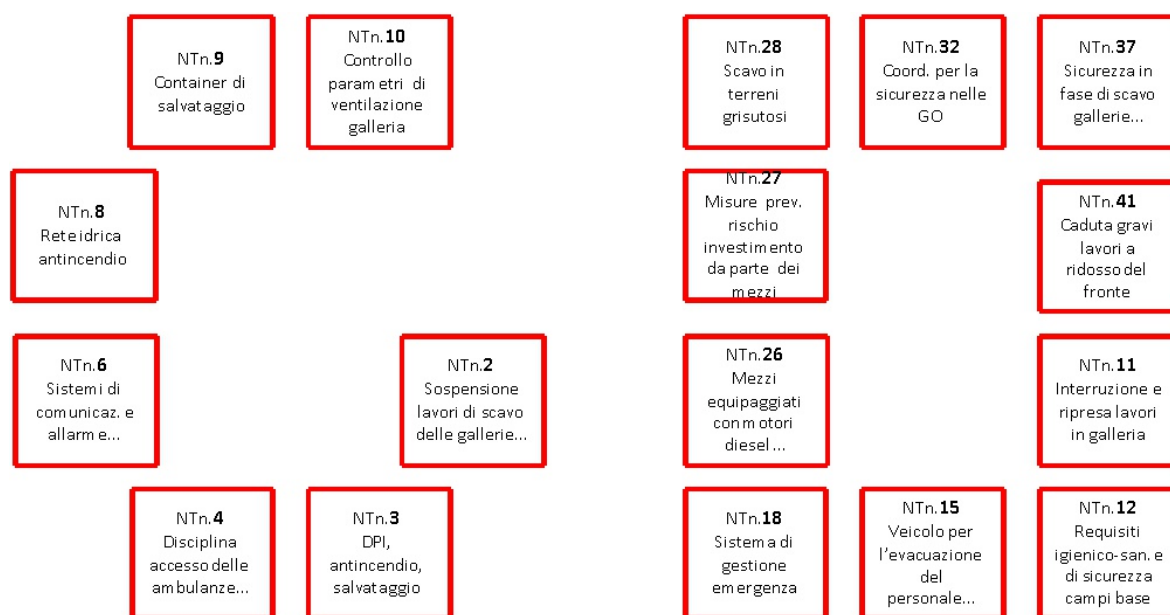 NTn.9
Container di
salvataggio
NTn.10
Controllo
parametri di
ventilazione
galleria
NTn.28
Scavo in
terreni
grisutosi
NTn.32
Coord. per la
sicurezza nelle
GO
NTn.37
Sicurezza in
fase di scavo
gallerie...
NTn.8
Rete idrica
antincendio
NTn.27
Misure prev.
rischio
investimento
da parte dei
mezzi
NTn.41
Caduta gravi
lavori a
ridosso del
fronte
NTn.6
Sistemi di
comunicaz. e
allarme...
NTn.2
Sospensione
lavori di scavo
delle gallerie...
NTn.26
Mezzi
equipaggiati
con motori
diesel...
NTn.11
Interruzione e
ripresa lavori
in galleria
NTn.4
Disciplina
accesso delle
ambulanze...
NTn.3
DPI,
antincendio,
salvataggio
NTn.18
Sistema di
gestione
emergenza
NTn.15
Veicolo per
l'evacuazione
del
personale...
NTn.12
Requisiti
igienico-san. e
di sicurezza
campi base